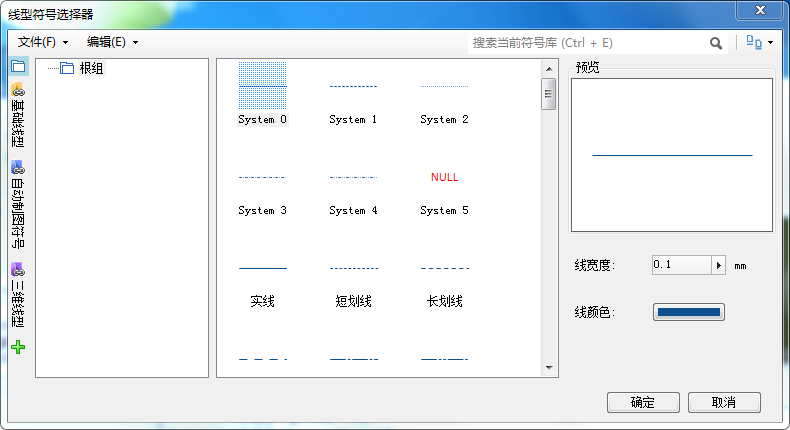 线型符号选择器
文件(F) 编辑(E) 搜索当前符号库 (Ctrl + E)
根组
基础线型
自动制图符号
三维线型
System 0 System 1 System 2
System 3 System 4 NULL System 5
实线 短划线 长划线
预览
线宽度: 0.1 mm
线颜色:
确定 取消